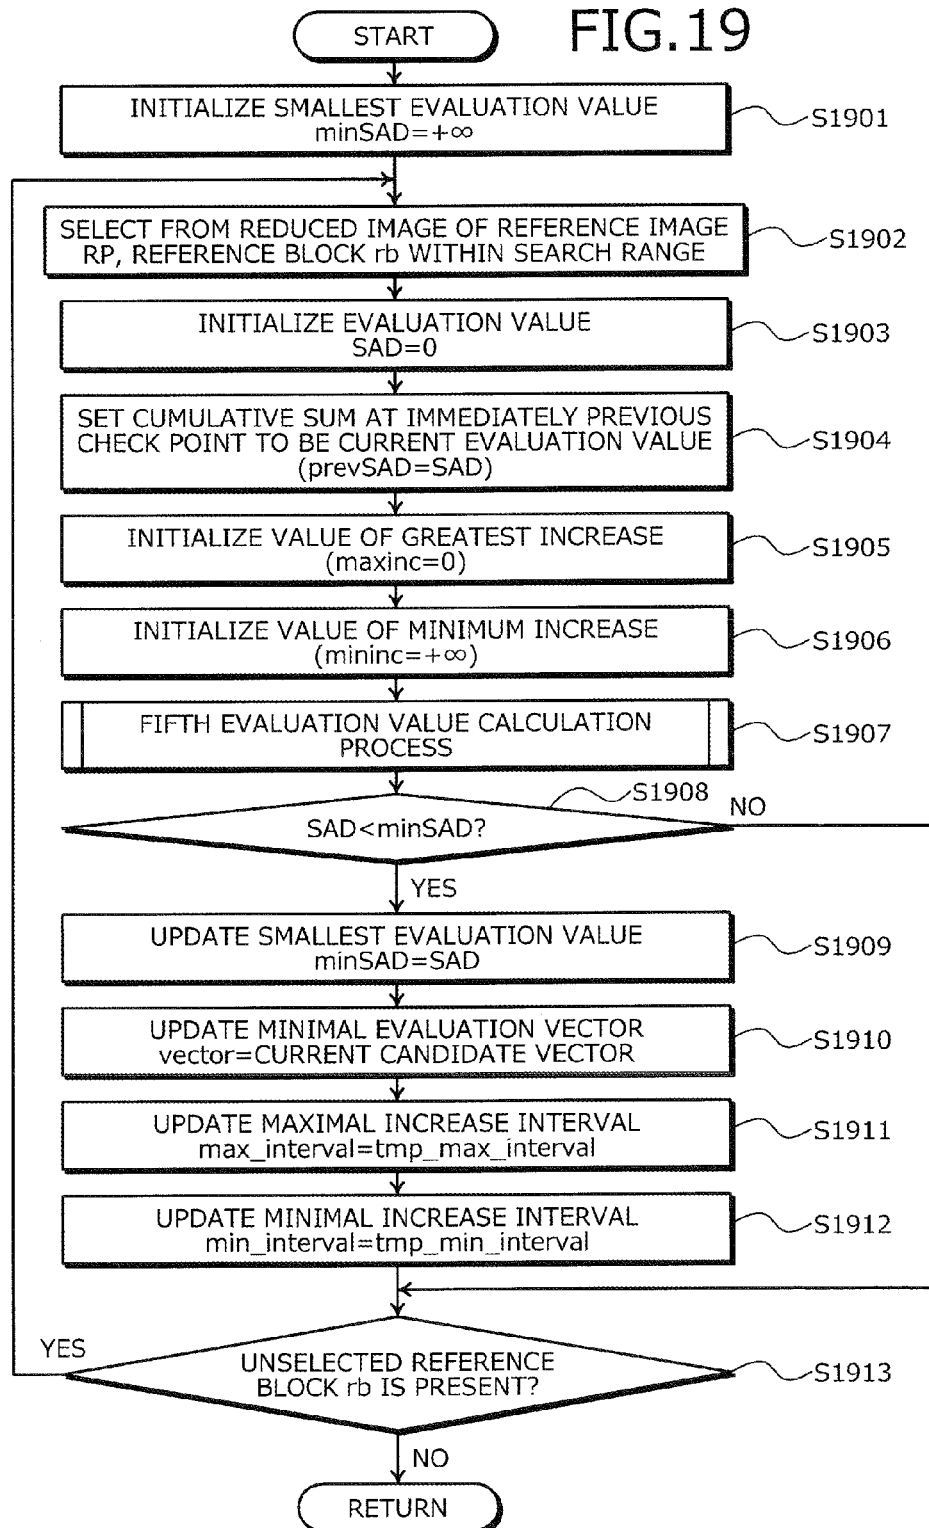 FIG.19
START
INITIALIZE SMALLEST EVALUATION VALUE
minSAD=+∞
S1901
SELECT FROM REDUCED IMAGE OF REFERENCE IMAGE
RP, REFERENCE BLOCK rb WITHIN SEARCH RANGE
S1902
INITIALIZE EVALUATION VALUE
SAD=0
S1903
SET CUMULATIVE SUM AT IMMEDIATELY PREVIOUS
CHECK POINT TO BE CURRENT EVALUATION VALUE
(prevSAD=SAD)
S1904
INITIALIZE VALUE OF GREATEST INCREASE
(maxinc=0)
S1905
INITIALIZE VALUE OF MINIMUM INCREASE
(mininc=+∞)
S1906
FIFTH EVALUATION VALUE CALCULATION
PROCESS
S1907
S1908
SAD<minSAD?
NO
YES
UPDATE SMALLEST EVALUATION VALUE
minSAD=SAD
S1909
UPDATE MINIMAL EVALUATION VECTOR
vector=CURRENT CANDIDATE VECTOR
S1910
UPDATE MAXIMAL INCREASE INTERVAL
max_interval=tmp_max_interval
S1911
UPDATE MINIMAL INCREASE INTERVAL
min_interval=tmp_min_interval
S1912
YES
UNSELECTED REFERENCE
BLOCK rb IS PRESENT?
S1913
NO
RETURN